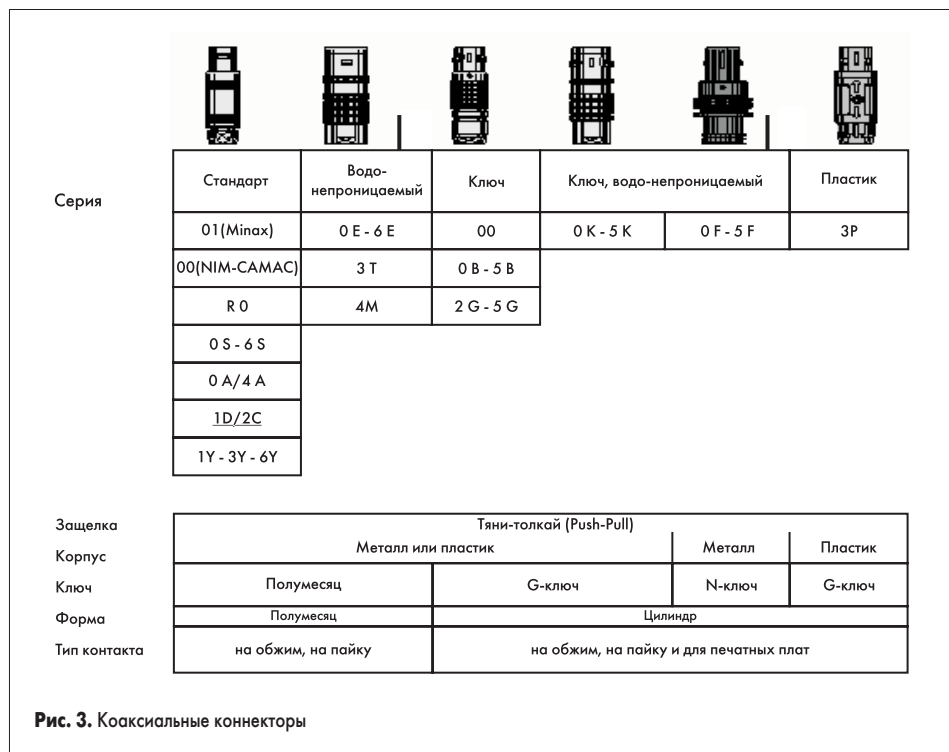 Серия
Стандарт
Водо-
непроницаемый
Ключ
Ключ, водо-непроницаемый
Пластик
01(Minax)
0 E - 6 E
00
0 K - 5 K
0 F - 5 F
3P
00(NIM-CAMAC)
3 T
0 B - 5 B
R 0
4M
2 G - 5 G
0 S - 6 S
0 A/4 A
1D/2C
1Y - 3Y - 6Y
Защелка
Тяни-толкай (Push-Pull)
Корпус
Металл или пластик
Металл
Пластик
Ключ
Полумесяц
G-ключ
N-ключ
G-ключ
Форма
Полумесяц
Цилиндр
Тип контакта
на обжим, на пайку
на обжим, на пайку и для печатных плат
Рис. 3. Коаксиальные коннекторы